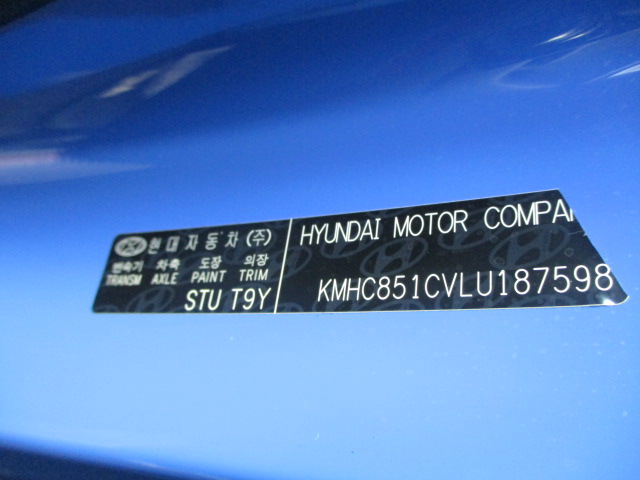 현대자동차 (주)
변속기 차축 도장 의장
TRANSM AXLE PAINT TRIM
STU T9Y
HYUNDAI MOTOR COMPA
KMHC851CVLU187598